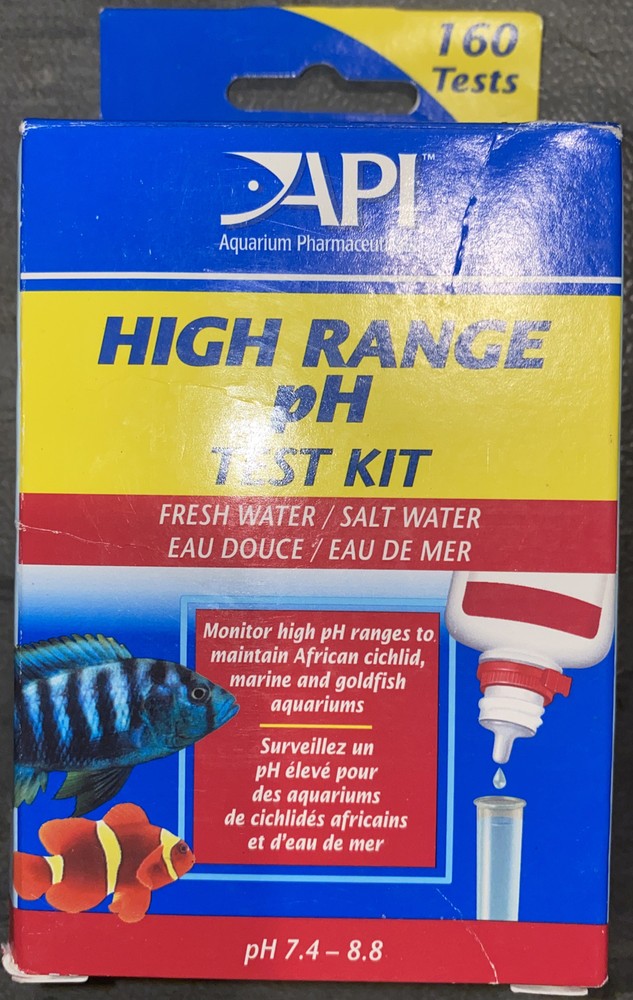 160
Tests
API™
Aquarium
HIGH RANGE
pH
TEST KIT
FRESH WATER / SALT WATER
EAU DOUCE / EAU DE MER
Monitor high pH ranges to
maintain African cichlid,
marine and goldfish
aquariums
Surveillez un
pH élevé pour
des aquariums
de cichlidés africains
et d'eau de mer
pH 7.4 – 8.8